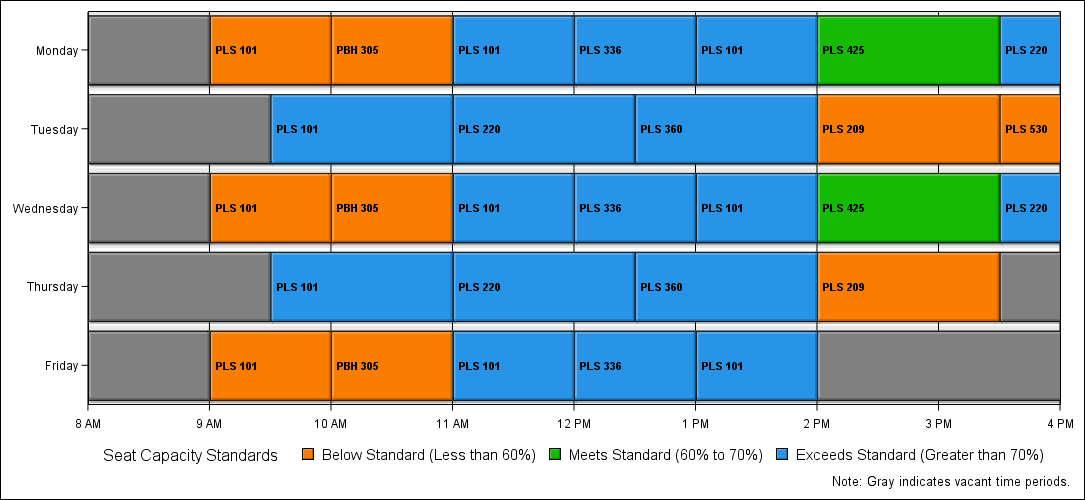 Monday PLS 101 PBH 305 PLS 101 PLS 336 PLS 101 PLS 425 PLS 220
Tuesday PLS 101 PLS 220 PLS 360 PLS 209 PLS 530
Wednesday PLS 101 PBH 305 PLS 101 PLS 336 PLS 101 PLS 425 PLS 220
Thursday PLS 101 PLS 220 PLS 360 PLS 209
Friday PLS 101 PBH 305 PLS 101 PLS 336 PLS 101
8 AM 9 AM 10 AM 11 AM 12 PM 1 PM 2 PM 3 PM 4 PM
Seat Capacity Standards Below Standard (Less than 60%) Meets Standard (60% to 70%) Exceeds Standard (Greater than 70%)
Note: Gray indicates vacant time periods.